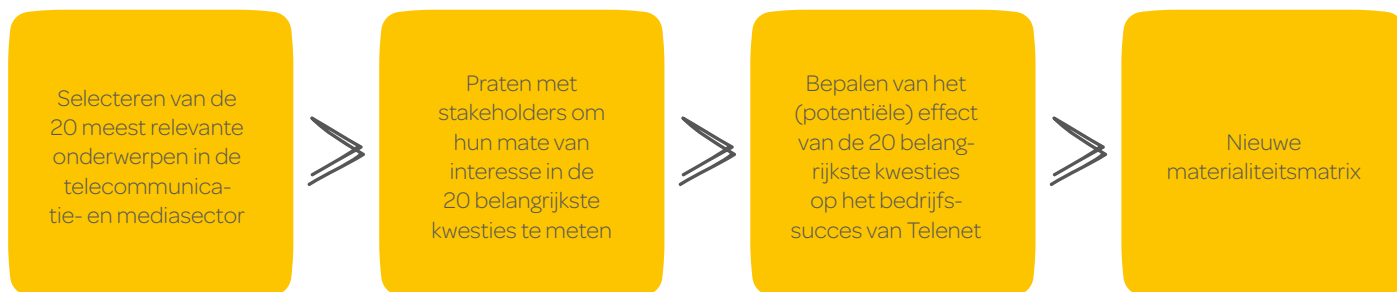 Selecteren van de
20 meest relevante
onderwerpen in de
telecommunica-
tie- en mediasector
Praten met
stakeholders om
hun mate van
interesse in de
20 belangrijkste
kwesties te meten
Bepalen van het
(potentiële) effect
van de 20 belang-
rijkste kwesties
op het bedrijfs-
succes van Telenet
Nieuwe
materialiteitsmatrix